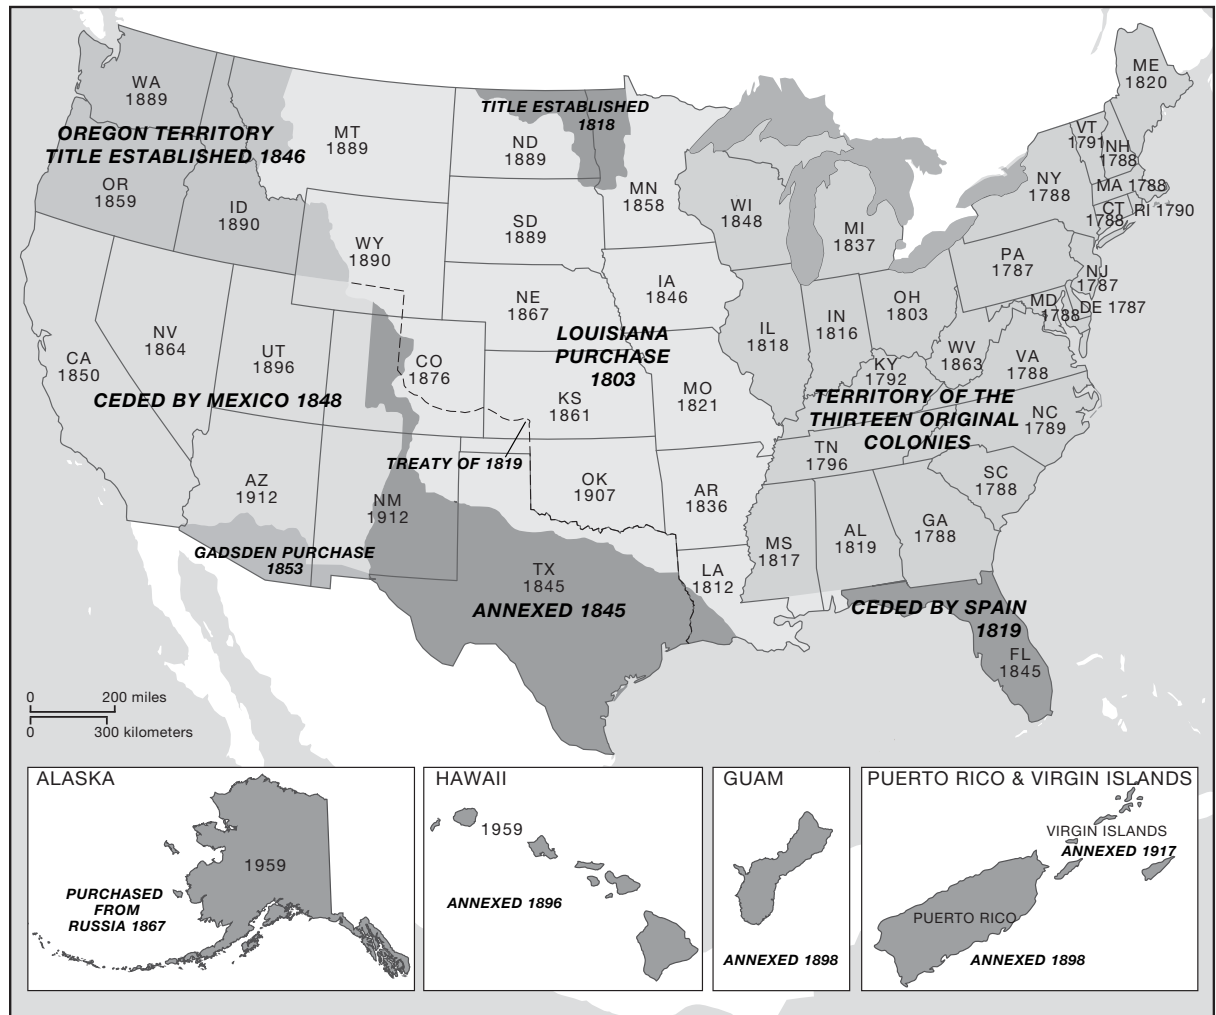 WA
1889
OREGON TERRITORY
TITLE ESTABLISHED 1846
OR
1859
ID
1890
MT
1889
TITLE ESTABLISHED
1818
ND
1889
MN
1858
SD
1889
WY
1890
NE
1867
IA
1846
WI
1848
MI
1837
ME
1820
VT
1791
NH
1788
NY
1788
MA 1788
CT
1788
RI 1790
PA
1787
NJ
1787
MD
1788
DE 1787
OH
1803
IN
1816
IL
1818
WV
1863
VA
1788
KY
1792
NV
1864
UT
1896
CA
1850
CO
1876
CEDED BY MEXICO 1848
LOUISIANA
PURCHASE
1803
KS
1861
MO
1821
TERRITORY OF THE
THIRTEEN ORIGINAL
COLONIES
NC
1789
TN
1796
SC
1788
TREATY OF 1819
AZ
1912
NM
1912
OK
1907
AR
1836
MS
1817
AL
1819
GA
1788
GADSDEN PURCHASE
1853
TX
1845
ANNEXED 1845
LA
1812
CEDED BY SPAIN
1819
FL
1845
0 200 miles
0 300 kilometers
ALASKA
1959
PURCHASED
FROM
RUSSIA 1867
HAWAII
1959
ANNEXED 1896
GUAM
ANNEXED 1898
PUERTO RICO & VIRGIN ISLANDS
VIRGIN ISLANDS
ANNEXED 1917
PUERTO RICO
ANNEXED 1898